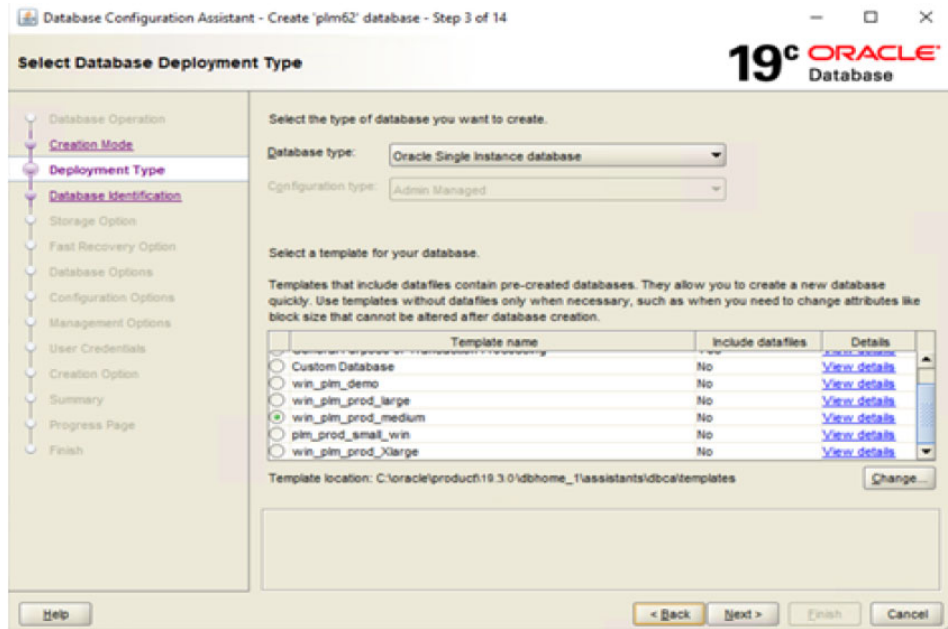 Database Configuration Assistant - Create 'plm62' database - Step 3 of 14
Select Database Deployment Type
19c ORACLE
Database
Database Operation
Creation Mode
Deployment Type
Database Identification
Storage Option
Fast Recovery Option
Database Options
Configuration Options
Management Options
User Credentials
Creation Option
Summary
Progress Page
Finish
Select the type of database you want to create.
Database type: Oracle Single Instance database
Configuration type: Admin Managed
Select a template for your database.
Templates that include datafiles contain pre-created databases. They allow you to create a new database
quickly. Use templates without datafiles only when necessary, such as when you need to change attributes like
block size that cannot be altered after database creation.
Template name Include datafiles Details
General Purpose or Transaction Processing Yes View details
Custom Database No View details
win_plm_demo No View details
win_plm_prod_large No View details
win_plm_prod_medium No View details
plm_prod_small_win No View details
win_plm_prod_Xlarge No View details
Template location: C:\oracle\product\19.3.0\dbhome_1\assistants\dbca\templates
Change...
Help
< Back Next > Finish Cancel